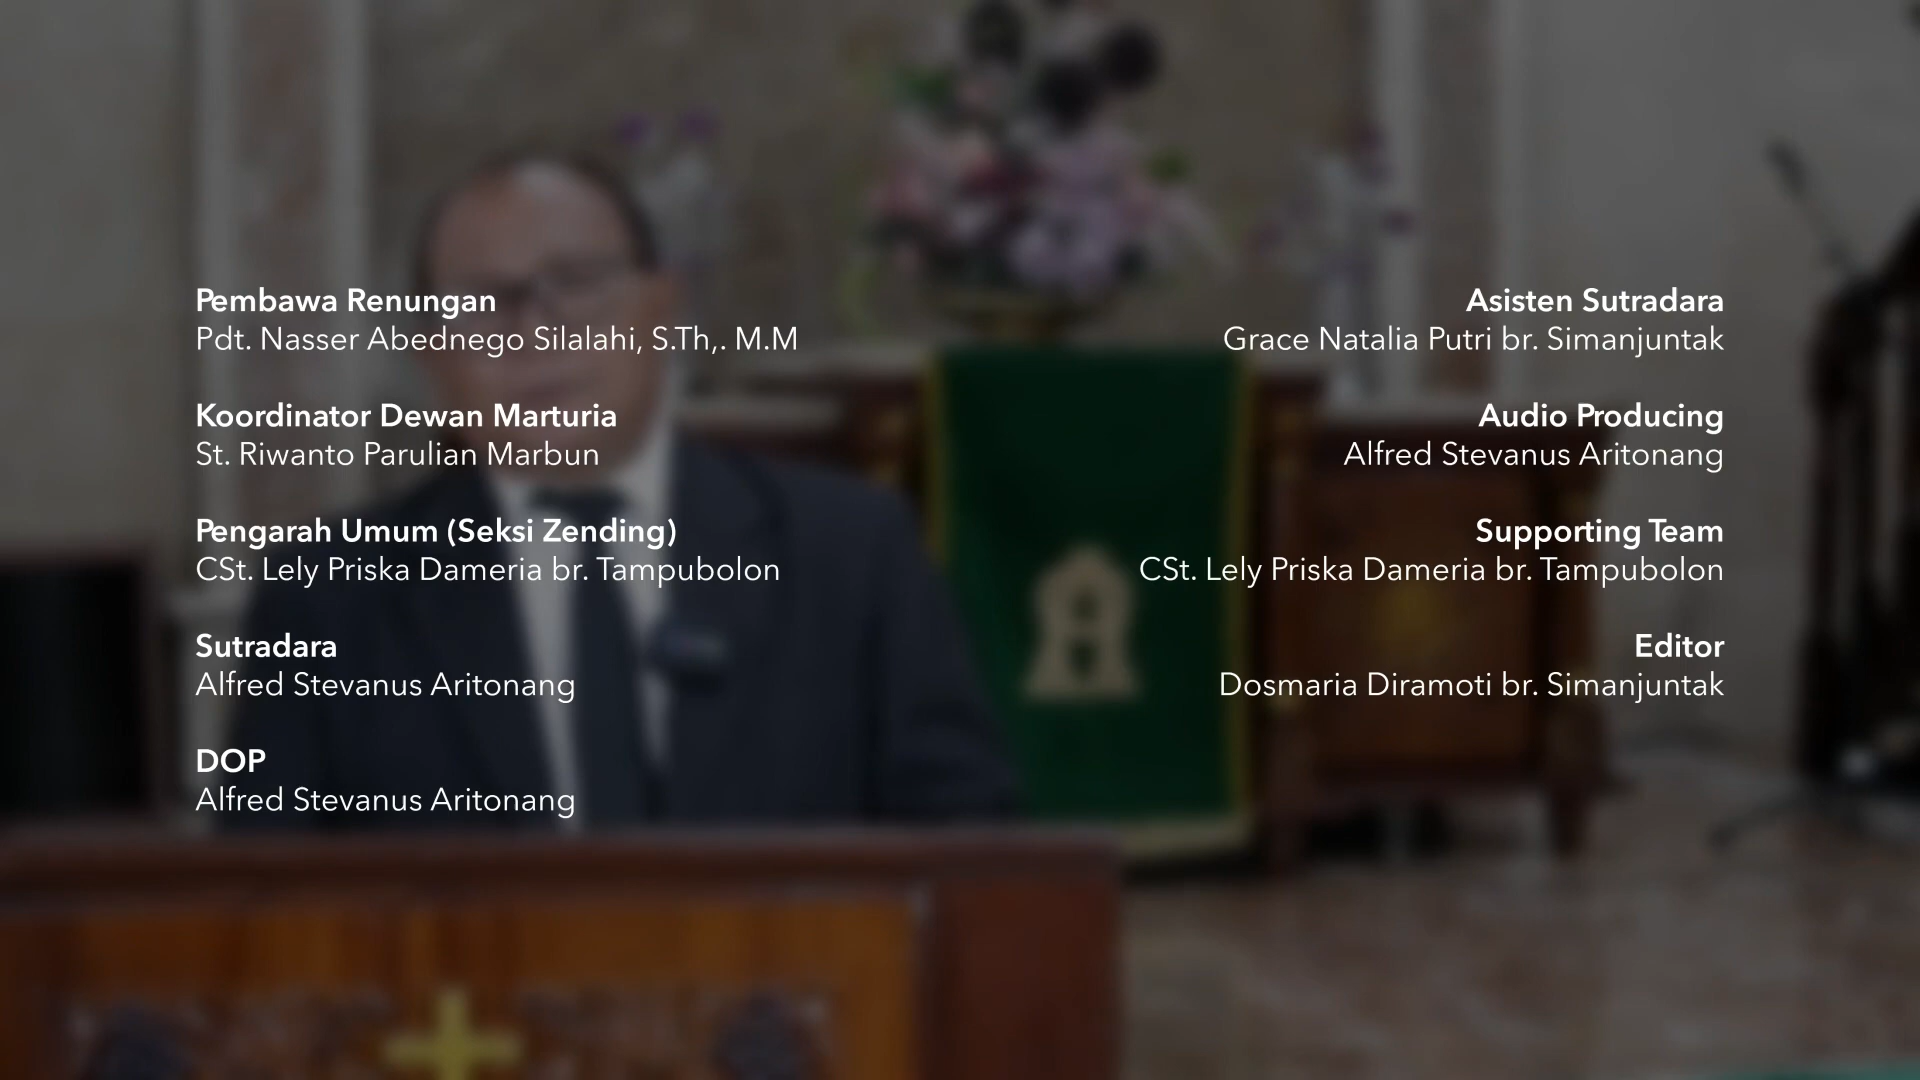 Pembawa Renungan
Pdt. Nasser Abednego Silalahi, S.Th,. M.M
Koordinator Dewan Marturia
St. Riwanto Parulian Marbun
Pengarah Umum (Seksi Zending)
CSt. Lely Priska Dameria br. Tampubolon
Sutradara
Alfred Stevanus Aritonang
DOP
Alfred Stevanus Aritonang
Asisten Sutradara
Grace Natalia Putri br. Simanjuntak
Audio Producing
Alfred Stevanus Aritonang
Supporting Team
CSt. Lely Priska Dameria br. Tampubolon
Editor
Dosmaria Diramoti br. Simanjuntak